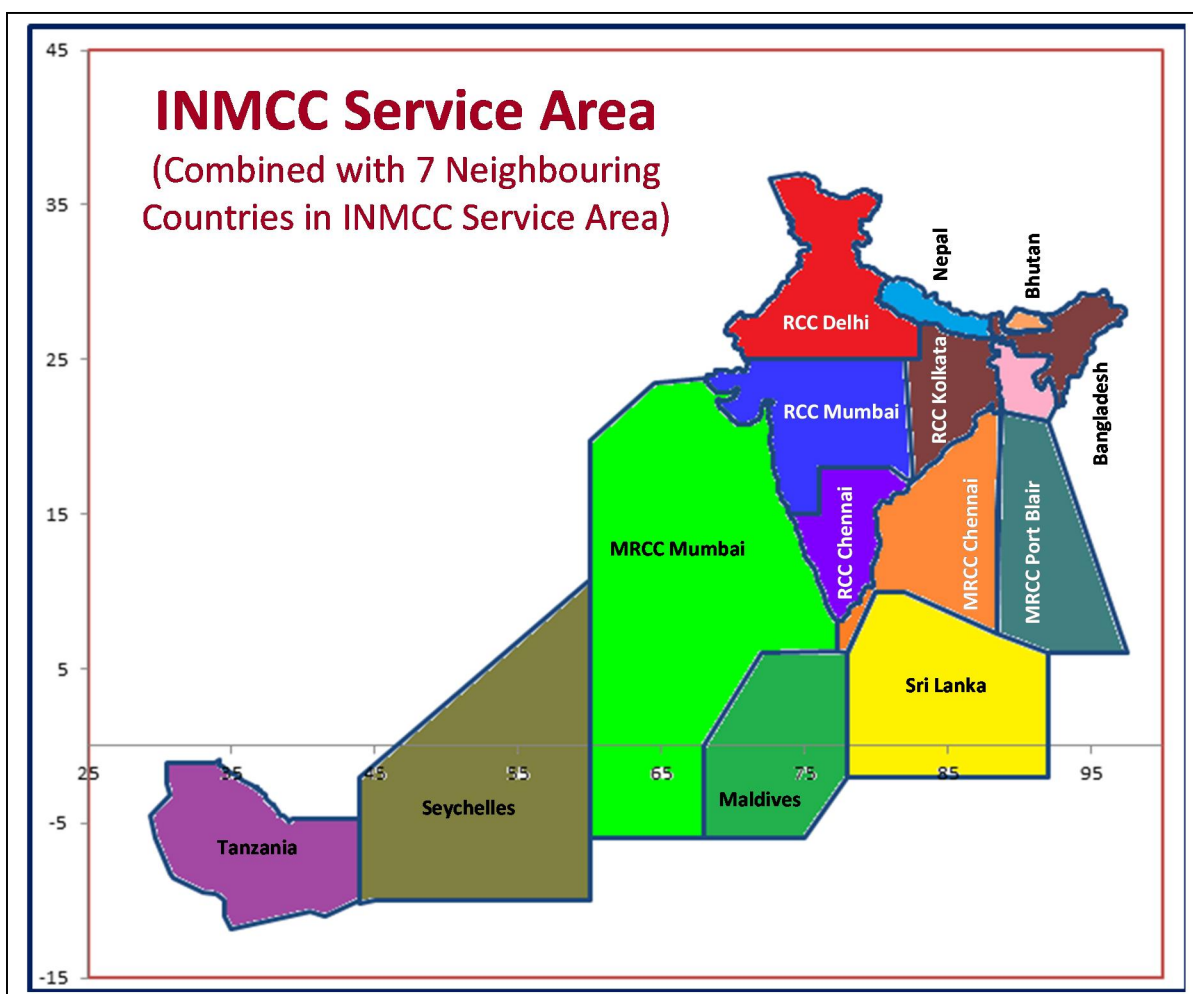 INMCC Service Area
(Combined with 7 Neighbouring
Countries in INMCC Service Area)
45
35
25
15
5
-5
-15
25
35
45
55
65
75
85
95
Nepal
Bhutan
Bangladesh
RCC Delhi
RCC Mumbai
RCC Kolkata
RCC Chennai
MRCC Chennai
MRCC Port Blair
MRCC Mumbai
Sri Lanka
Maldives
Seychelles
Tanzania